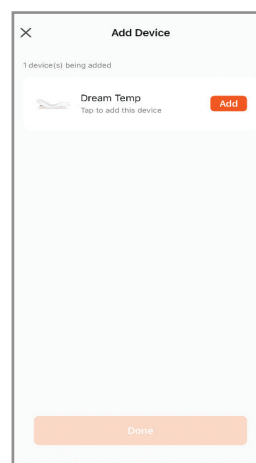 Add Device
1 device(s) being added
Dream Temp
Add
Tap to add this device
Done